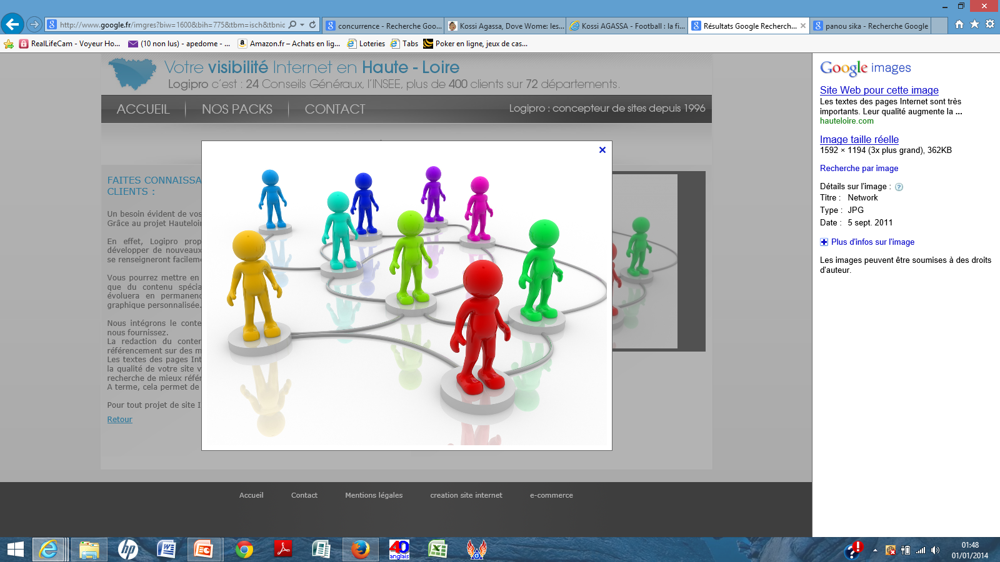 http://www.google.fr/imgres?biw=1600&bih=775&tbm=isch&tbnic
concurrence - Recherche Goo...
Kossi Agassa, Dove Wome: les...
Kossi AGASSA - Football : la fi...
Résultats Google Recherch...
panou sika - Recherche Google
RealLifeCam - Voyeur Ho...
(10 non lus) - apedome - ...
Amazon.fr – Achats en lig...
Loteries
Tabs
Poker en ligne, jeux de cas...
Votre visibilité Internet en Haute - Loire
Logipro c'est : 24 Conseils Généraux, l'INSEE, plus de 400 clients sur 72 départements.
ACCUEIL
NOS PACKS
CONTACT
Logipro : concepteur de sites depuis 1996
FAITES CONNAISSA
CLIENTS :
Un besoin évident de vos
Grâce au projet Hauteloir
En effet, Logipro prop
développer de nouveaux
se renseigneront facileme
Vous pourrez mettre en
que du contenu spécia
évoluera en permanenc
graphique personnalisée.
Nous intégrons le conte
nous fournissez.
La redaction du conter
référencement sur des m
Les textes des pages Int
la qualité de votre site v
recherche de mieux référ
A terme, cela permet de
Pour tout projet de site I
Retour
Accueil
Contact
Mentions légales
creation site internet
e-commerce
Google images
Site Web pour cette image
Les textes des pages Internet sont très
importants. Leur qualité augmente la ...
hauteloire.com
Image taille réelle
1592 × 1194 (3x plus grand), 362KB
Recherche par image
Détails sur l'image :
Titre : Network
Type : JPG
Date : 5 sept. 2011
Plus d'infos sur l'image
Les images peuvent être soumises à des droits
d'auteur.
hp
40
anglais
01:48
01/01/2014